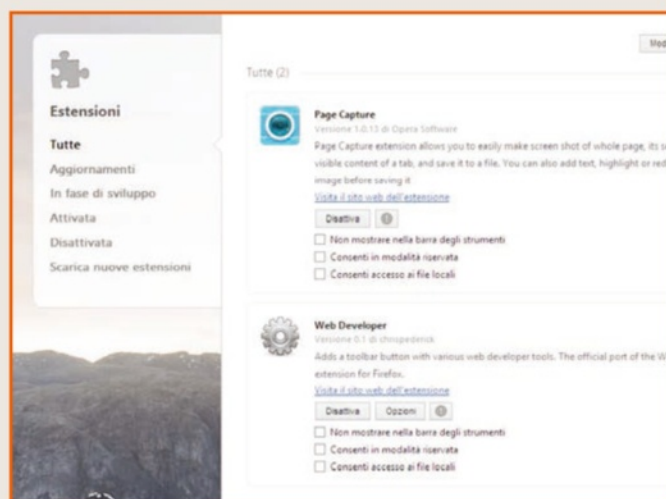 Estensioni
Tutte
Aggiornamenti
In fase di sviluppo
Attivata
Disattivata
Scarica nuove estensioni
Tutte (2)
Page Capture
Versione 1.0.13 di Opera Software
Page Capture extension allows you to easily make screen shot of whole page, its
visible content of a tab, and save it to a file. You can also add text, highlight or
image before saving it
Visita il sito web dell'estensione
Disattiva
Non mostrare nella barra degli strumenti
Consenti in modalità riservata
Consenti accesso ai file locali
Web Developer
Versione 0.1 di chrispederick
Adds a toolbar button with various web developer tools. The official port of the
extension for Firefox.
Visita il sito web dell'estensione
Disattiva Opzioni
Non mostrare nella barra degli strumenti
Consenti in modalità riservata
Consenti accesso ai file locali